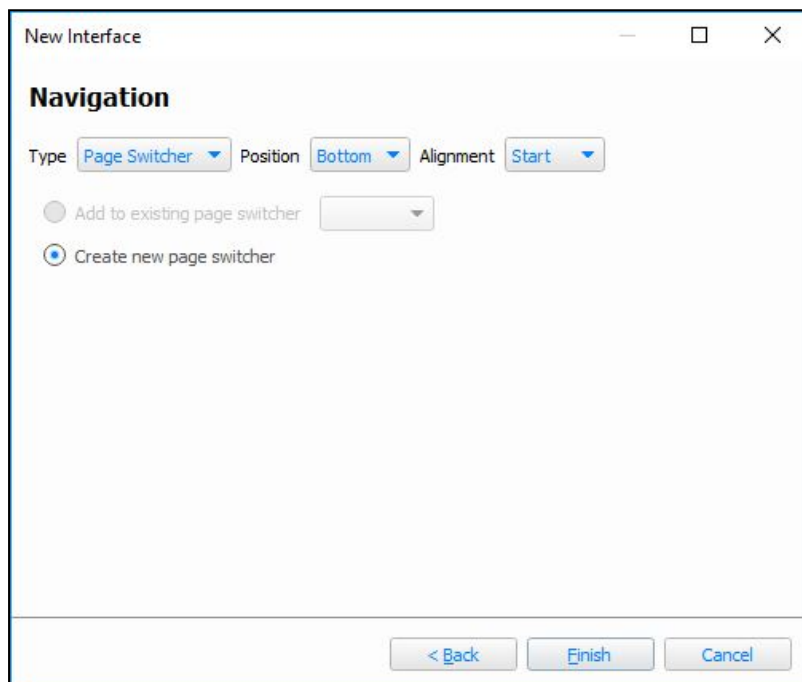 New Interface
Navigation
Type Page Switcher Position Bottom Alignment Start
Add to existing page switcher
Create new page switcher
< Back Finish Cancel